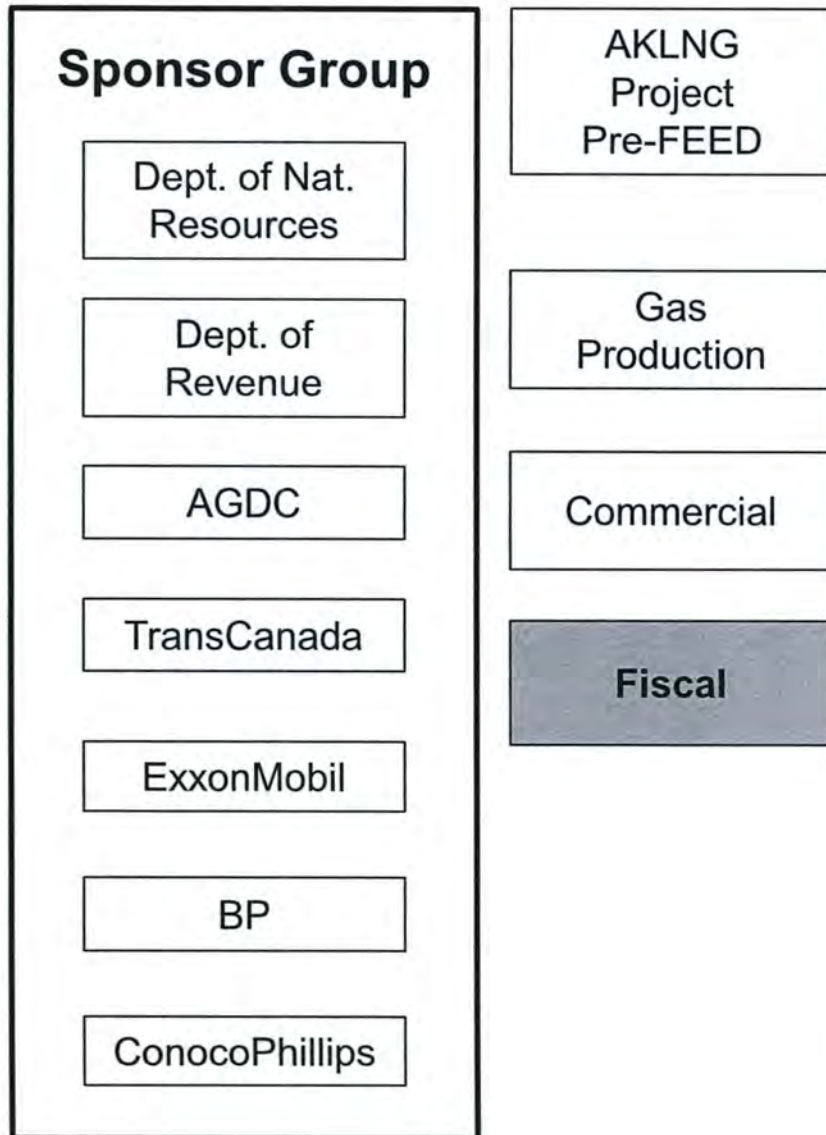 Sponsor Group
Dept. of Nat.
Resources
Dept. of
Revenue
AGDC
TransCanada
ExxonMobil
BP
ConocoPhillips
AKLNG
Project
Pre-FEED
Gas
Production
Commercial
Fiscal